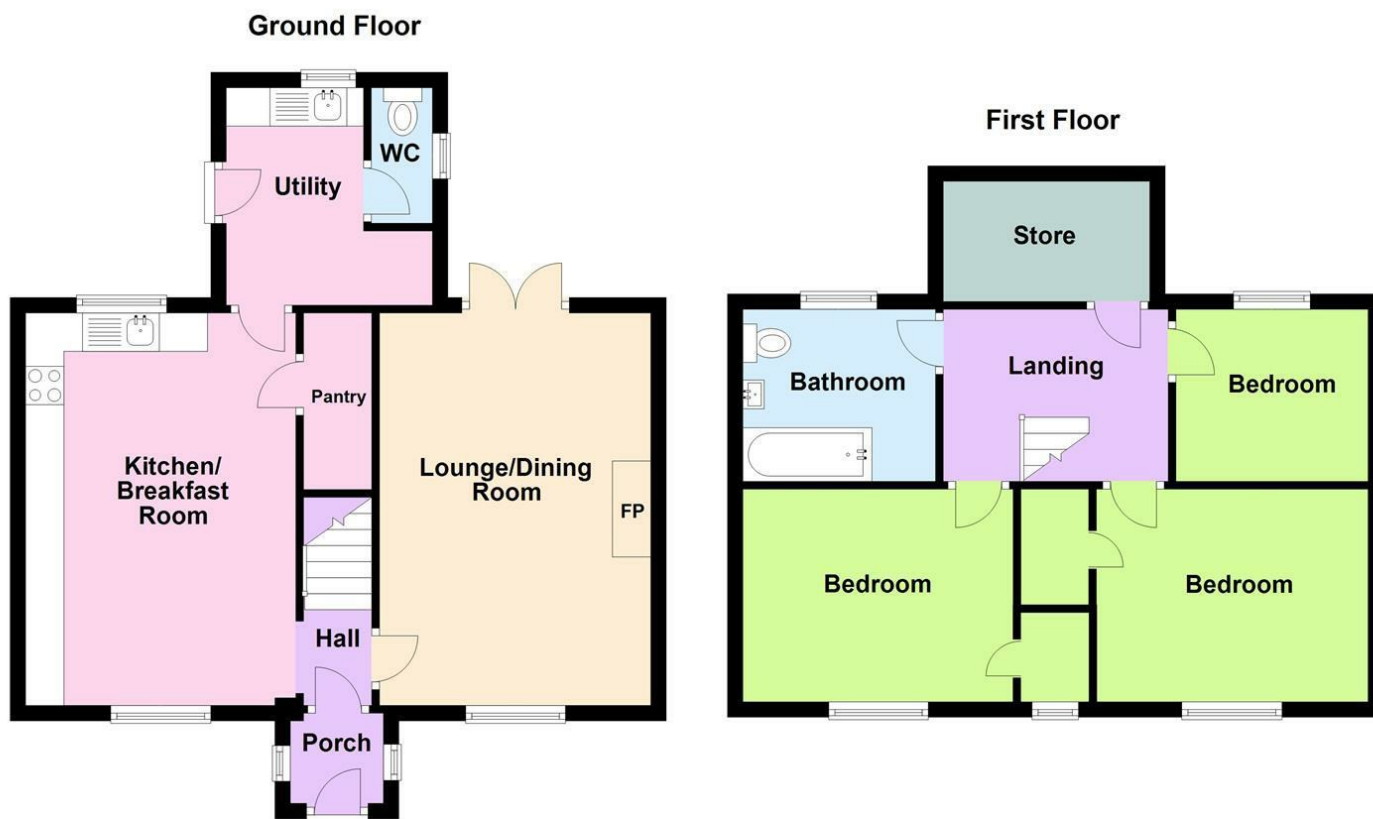 Ground Floor
WC
Utility
Pantry
Kitchen/
Breakfast
Room
Lounge/Dining
Room
FP
Hall
Porch
First Floor
Store
Bathroom
Landing
Bedroom
Bedroom
Bedroom